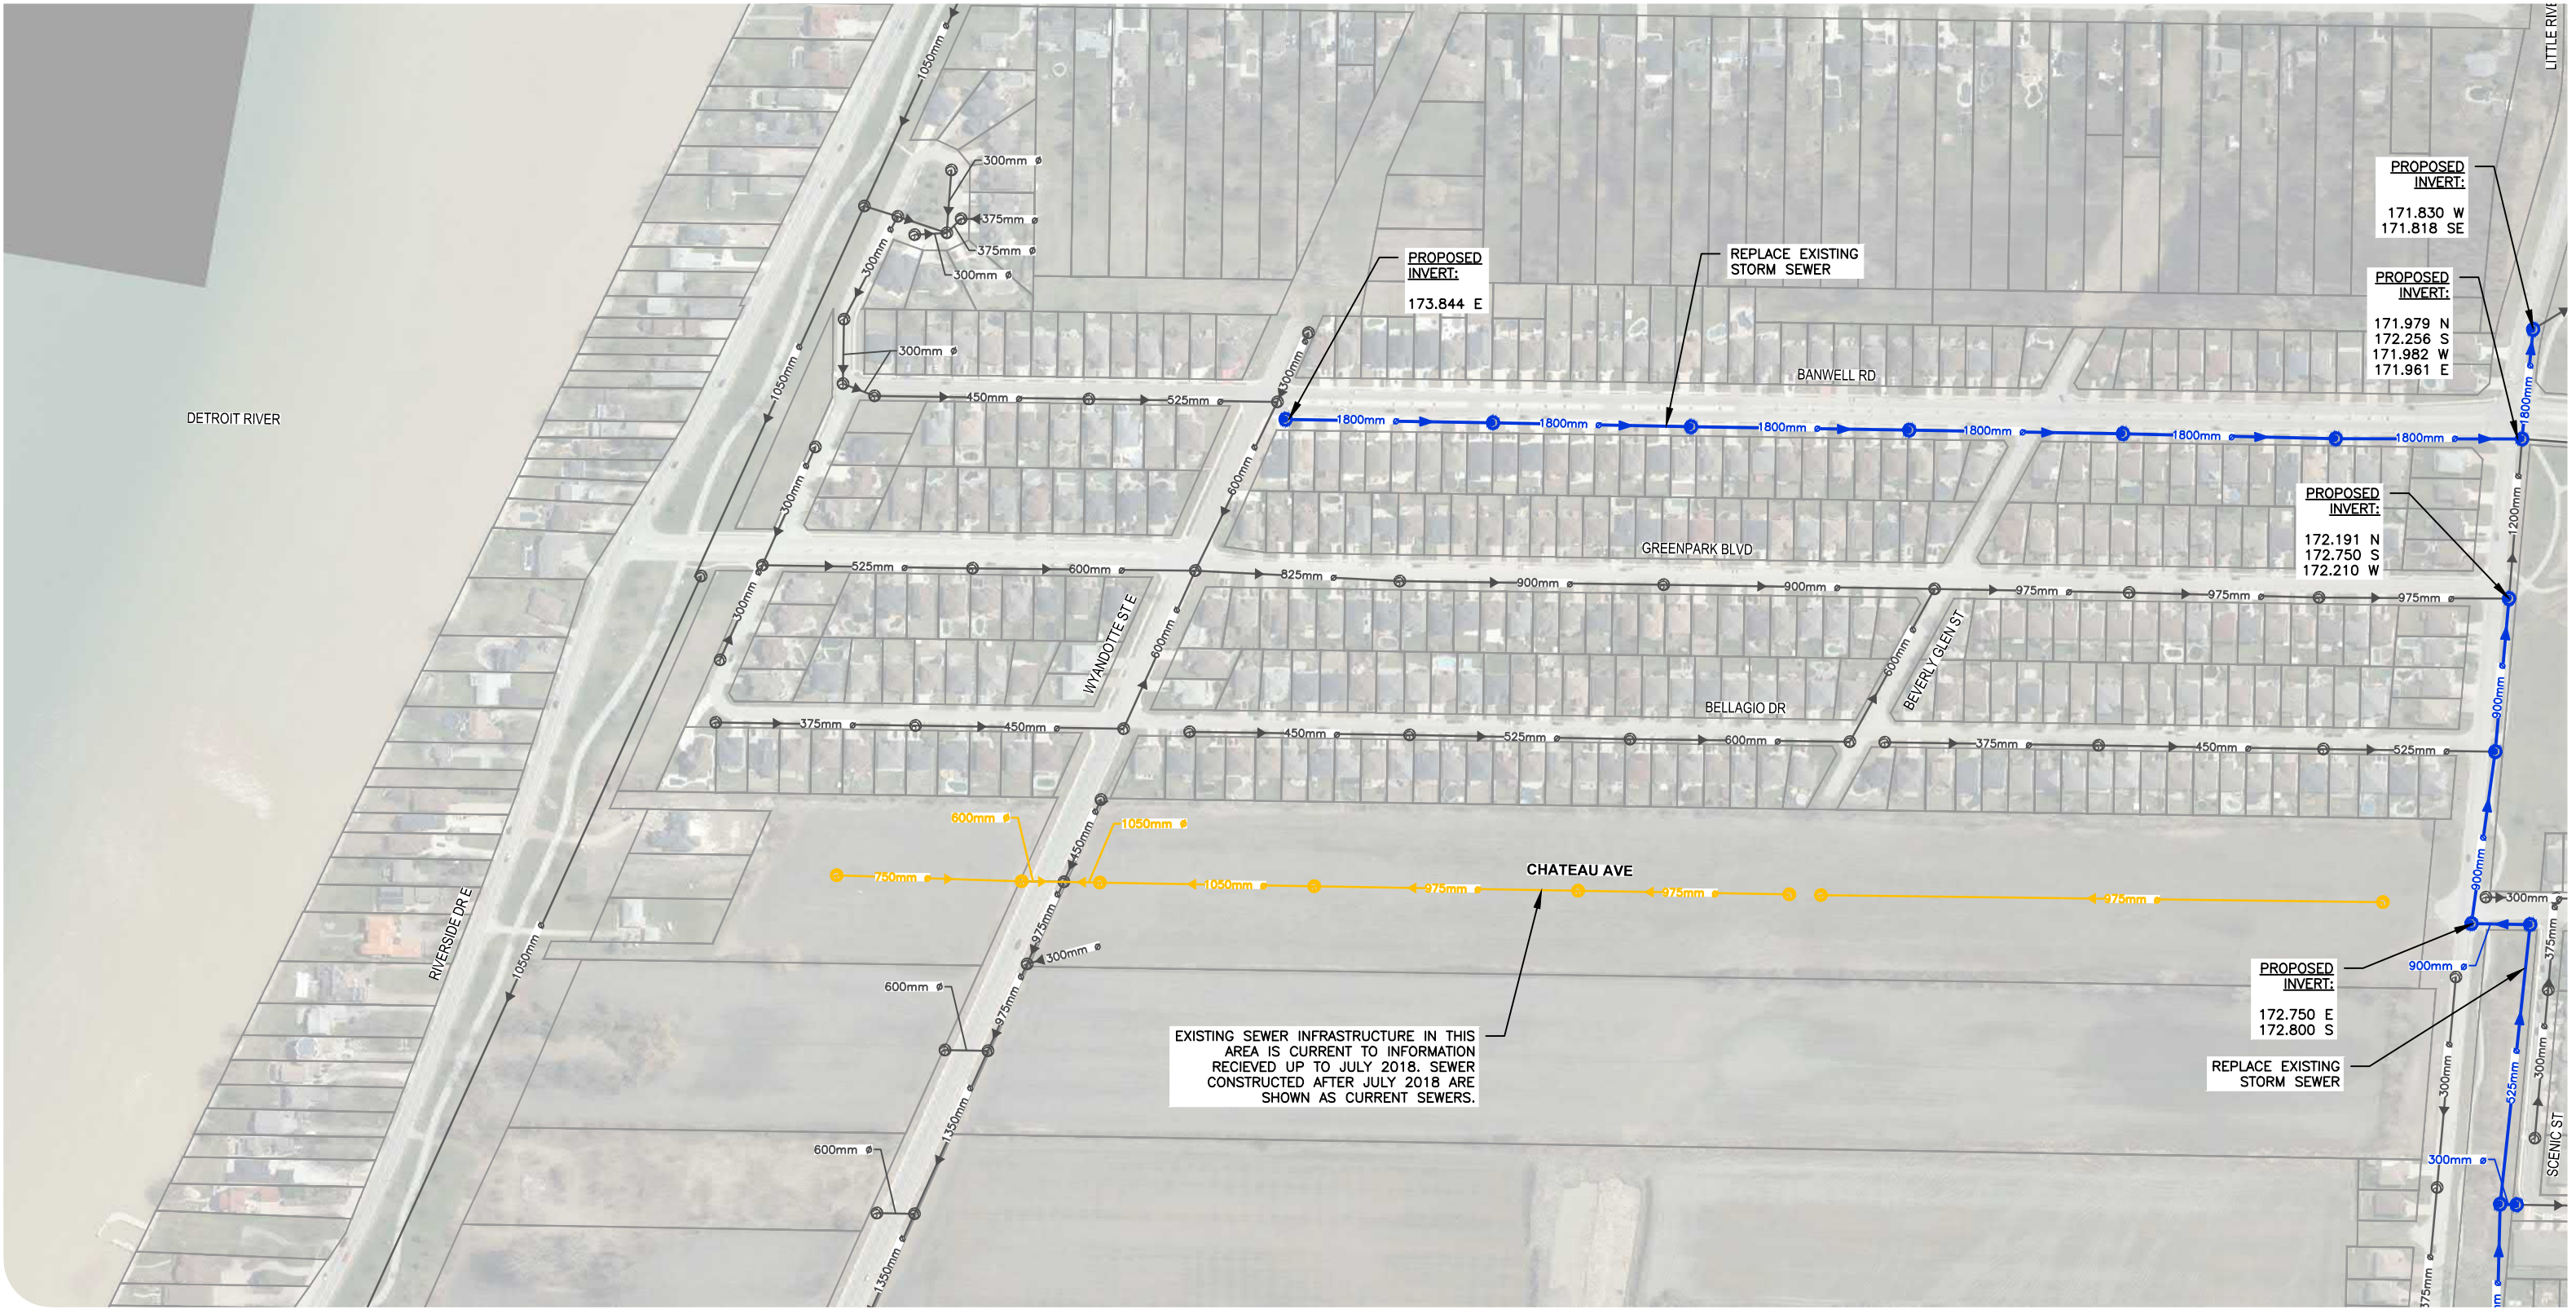 LITTLE RIVE
1050mm ø
300mm ø
375mm ø
375mm ø
300mm ø
300mm ø
300mm ø
1050mm ø
450mm ø
525mm ø
300mm ø
PROPOSED
INVERT:
173.844 E
REPLACE EXISTING
STORM SEWER
PROPOSED
INVERT:
171.830 W
171.818 SE
PROPOSED
INVERT:
171.979 N
172.256 S
171.982 W
171.961 E
BANWELL RD
1800mm ø
1800mm ø
1800mm ø
1800mm ø
1800mm ø
1800mm ø
1800mm ø
DETROIT RIVER
300mm ø
600mm ø
1200mm ø
PROPOSED
INVERT:
172.191 N
172.750 S
172.210 W
GREENPARK BLVD
525mm ø
600mm ø
825mm ø
900mm ø
900mm ø
975mm ø
975mm ø
975mm ø
300mm ø
WYANDOTTE ST E
600mm ø
600mm ø
BEVERLY GLEN ST
900mm ø
BELLAGIO DR
375mm ø
450mm ø
450mm ø
525mm ø
600mm ø
375mm ø
450mm ø
525mm ø
600mm ø
1050mm ø
450mm ø
CHATEAU AVE
750mm ø
1050mm ø
975mm ø
975mm ø
975mm ø
900mm ø
300mm ø
375mm ø
RIVERSIDE DR E
1050mm ø
975mm ø
300mm ø
600mm ø
975mm ø
900mm ø
PROPOSED
INVERT:
172.750 E
172.800 S
EXISTING SEWER INFRASTRUCTURE IN THIS
AREA IS CURRENT TO INFORMATION
RECIEVED UP TO JULY 2018. SEWER
CONSTRUCTED AFTER JULY 2018 ARE
SHOWN AS CURRENT SEWERS.
REPLACE EXISTING
STORM SEWER
300mm ø
525mm ø
300mm ø
SCENIC ST
1350mm ø
600mm ø
300mm ø
1350mm ø
375mm ø